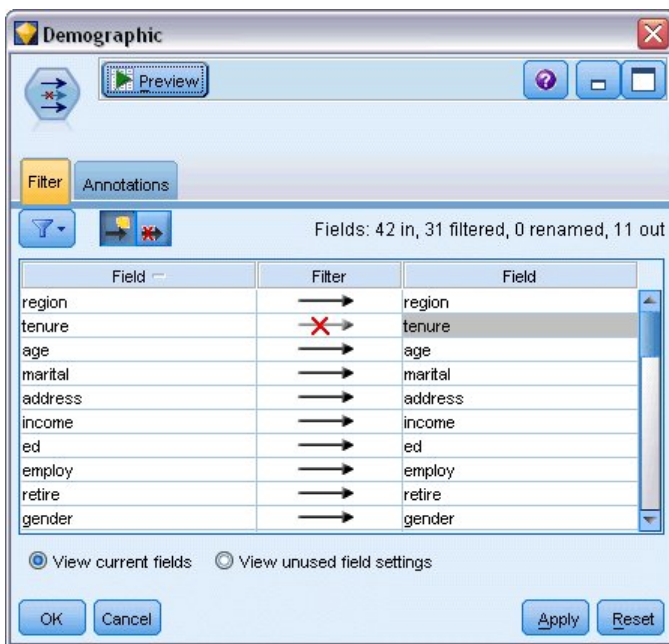 Demographic
Preview
Filter Annotations
Fields: 42 in, 31 filtered, 0 renamed, 11 out
Field Filter Field
region region
tenure tenure
age age
marital marital
address address
income income
ed ed
employ employ
retire retire
gender gender
View current fields View unused field settings
OK Cancel Apply Reset